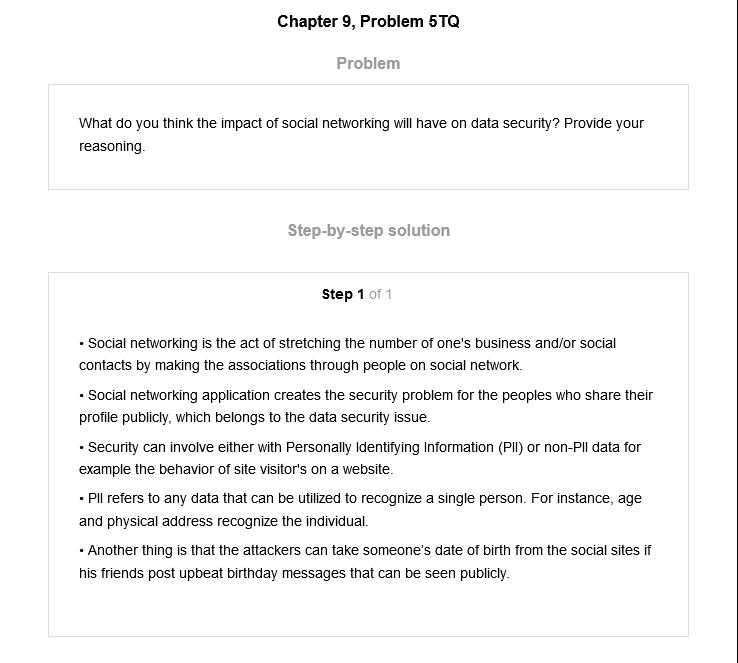 Chapter 9, Problem 5TQ
Problem
What do you think the impact of social networking will have on data security? Provide your
reasoning.
Step-by-step solution
Step 1 of 1
• Social networking is the act of stretching the number of one's business and/or social
contacts by making the associations through people on social network.
• Social networking application creates the security problem for the peoples who share their
profile publicly, which belongs to the data security issue.
• Security can involve either with Personally Identifying Information (PII) or non-PII data for
example the behavior of site visitor's on a website.
• PII refers to any data that can be utilized to recognize a single person. For instance, age
and physical address recognize the individual.
• Another thing is that the attackers can take someone’s date of birth from the social sites if
his friends post upbeat birthday messages that can be seen publicly.